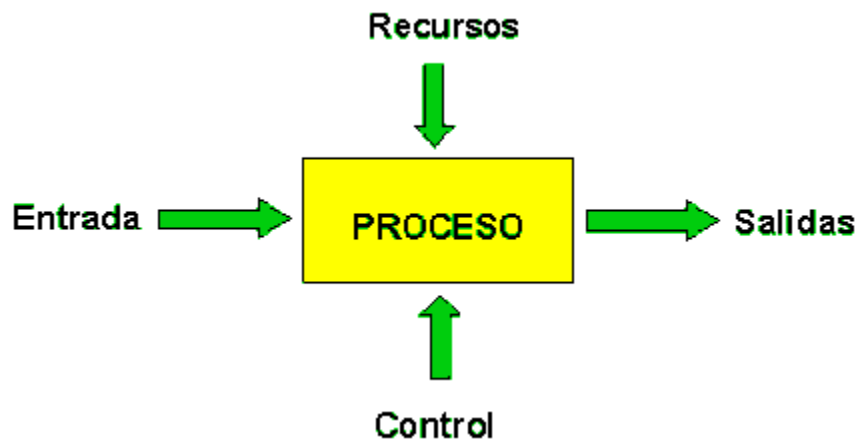 Recursos
Entrada
PROCESO
Salidas
Control